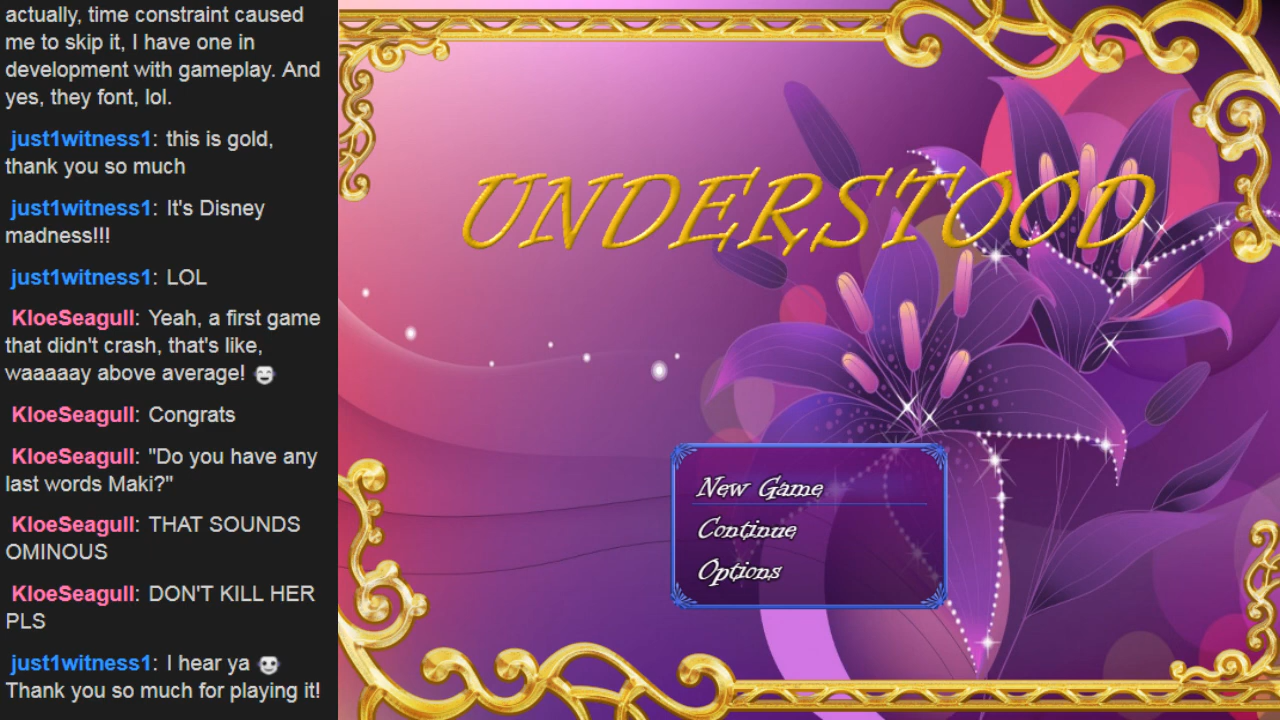 actually, time constraint caused
me to skip it, I have one in
development with gameplay. And
yes, they font, lol.
just1witness1: this is gold,
thank you so much
just1witness1: It's Disney
madness!!!
just1witness1: LOL
KloeSeagull: Yeah, a first game
that didn't crash, that's like,
waaaaay above average!
KloeSeagull: Congrats
KloeSeagull: "Do you have any
last words Maki?"
KloeSeagull: THAT SOUNDS
OMINOUS
KloeSeagull: DON'T KILL HER
PLS
just1witness1: I hear ya
Thank you so much for playing it!
UNDERSTOOD
New Game
Continue
Options